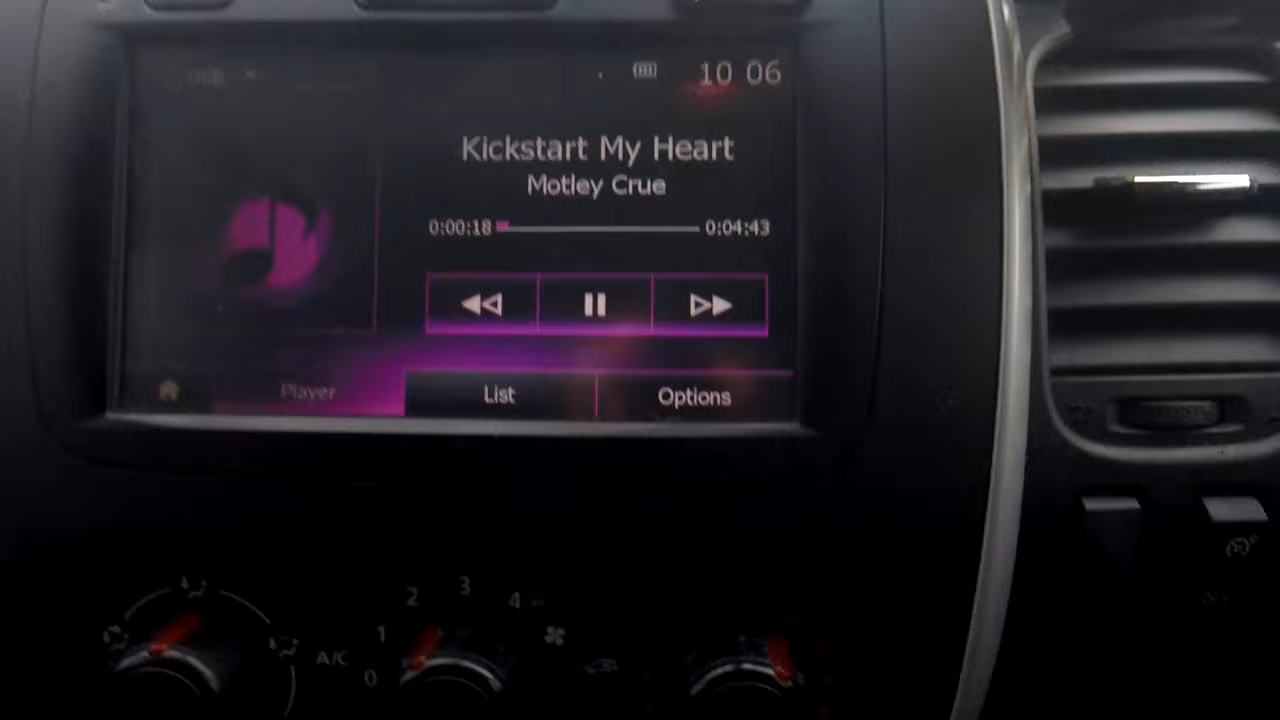 USB
10 06
Kickstart My Heart
Motley Crue
0:00:18 0:04:43
Player List Options
3
2 4
1
A/C
0